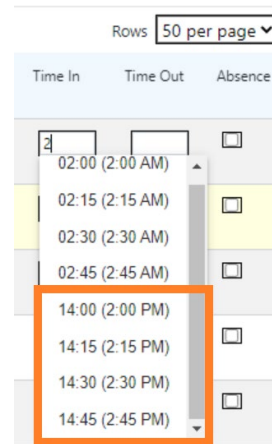 Rows 50 per page
Time In Time Out Absence
2
02:00 (2:00 AM)
02:15 (2:15 AM)
02:30 (2:30 AM)
02:45 (2:45 AM)
14:00 (2:00 PM)
14:15 (2:15 PM)
14:30 (2:30 PM)
14:45 (2:45 PM)